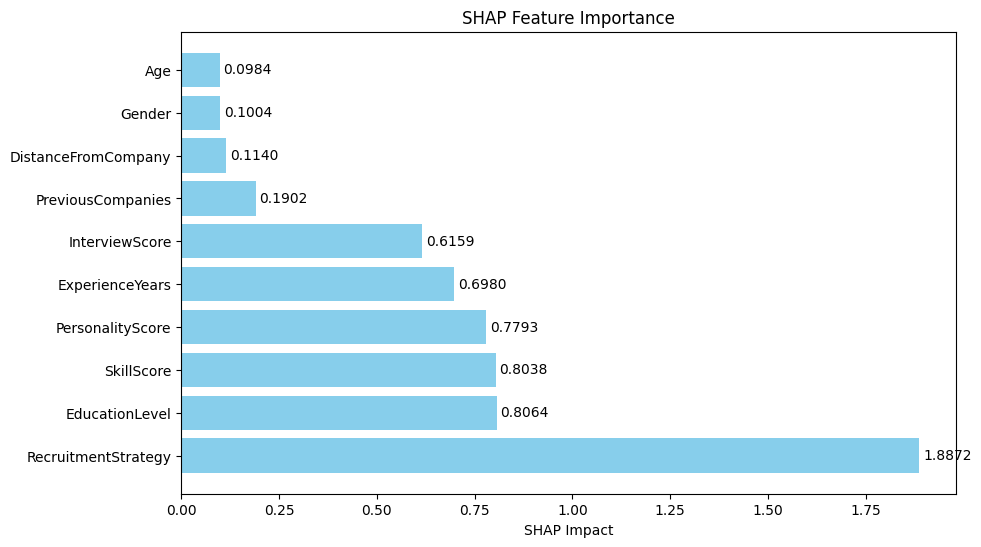 SHAP Feature Importance
Age 0.0984
Gender 0.1004
DistanceFromCompany 0.1140
PreviousCompanies 0.1902
InterviewScore 0.6159
ExperienceYears 0.6980
PersonalityScore 0.7793
SkillScore 0.8038
EducationLevel 0.8064
RecruitmentStrategy 1.8872
0.00 0.25 0.50 0.75 1.00 1.25 1.50 1.75
SHAP Impact